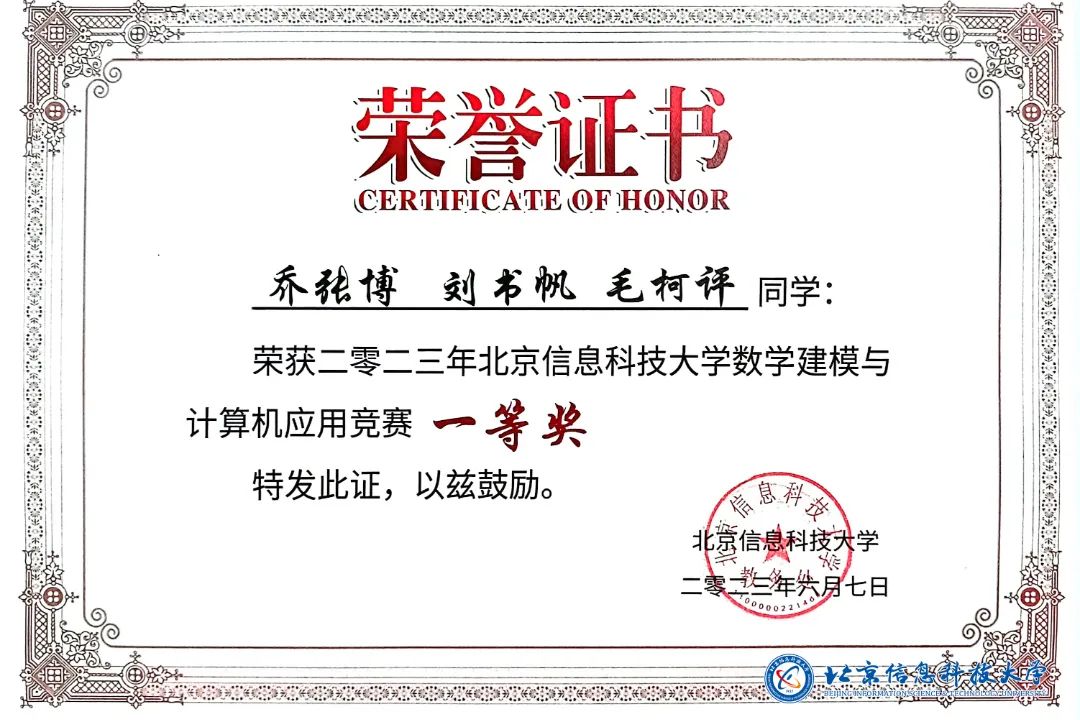 荣誉证书
CERTIFICATE OF HONOR
乔张博 刘书帆 毛柯评 同学：
荣获二零二三年北京信息科技大学数学建模与
计算机应用竞赛 一等奖
特发此证，以兹鼓励。
北京信息科技大学
教务处
北京信息科技大学
二零二三年六月七日
北京信息科技大学
BEIJING INFORMATION SCIENCE & TECHNOLOGY UNIVERSITY